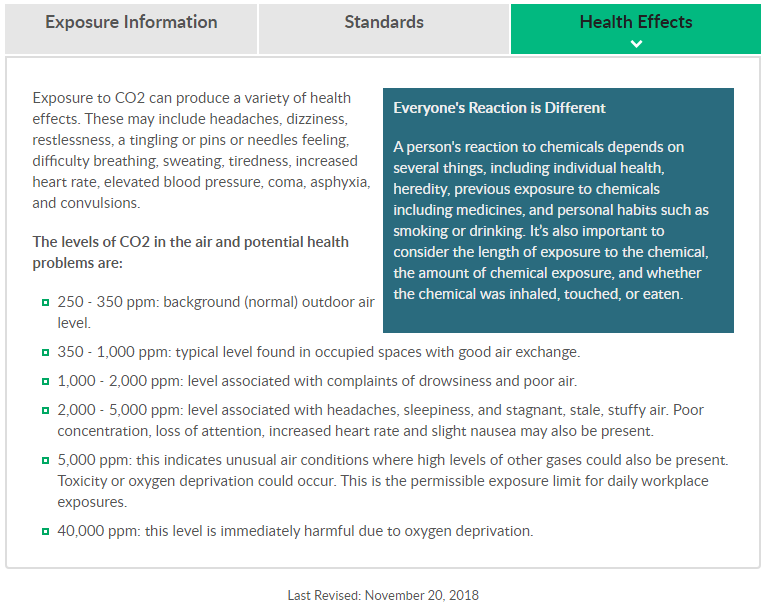 Exposure Information
Standards
Health Effects
Exposure to CO2 can produce a variety of health
effects. These may include headaches, dizziness,
restlessness, a tingling or pins or needles feeling,
difficulty breathing, sweating, tiredness, increased
heart rate, elevated blood pressure, coma, asphyxia,
and convulsions.
The levels of CO2 in the air and potential health
problems are:
250 - 350 ppm: background (normal) outdoor air
level.
350 - 1,000 ppm: typical level found in occupied spaces with good air exchange.
1,000 - 2,000 ppm: level associated with complaints of drowsiness and poor air.
2,000 - 5,000 ppm: level associated with headaches, sleepiness, and stagnant, stale, stuffy air. Poor
concentration, loss of attention, increased heart rate and slight nausea may also be present.
5,000 ppm: this indicates unusual air conditions where high levels of other gases could also be present.
Toxicity or oxygen deprivation could occur. This is the permissible exposure limit for daily workplace
exposures.
40,000 ppm: this level is immediately harmful due to oxygen deprivation.
Everyone's Reaction is Different
A person's reaction to chemicals depends on
several things, including individual health,
heredity, previous exposure to chemicals
including medicines, and personal habits such as
smoking or drinking. It's also important to
consider the length of exposure to the chemical,
the amount of chemical exposure, and whether
the chemical was inhaled, touched, or eaten.
Last Revised: November 20, 2018